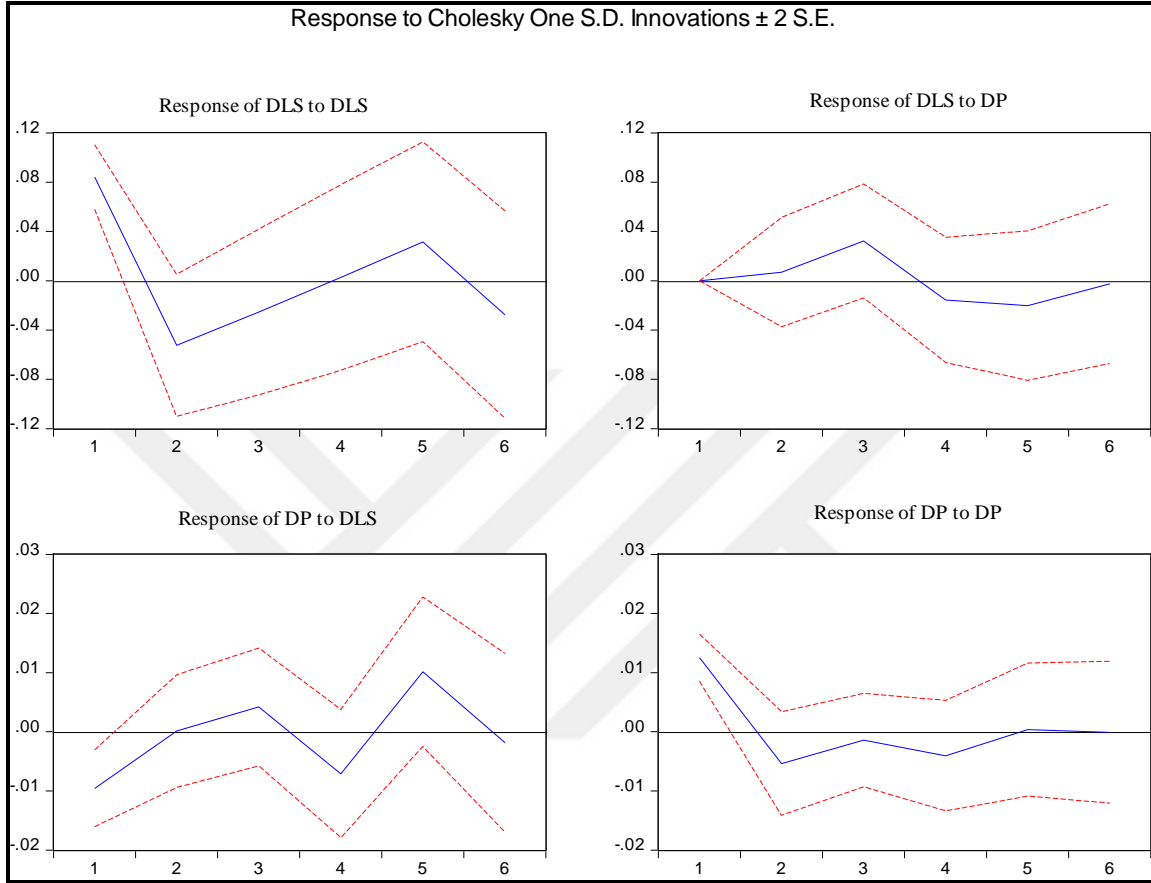 Response to Cholesky One S.D. Innovations ± 2 S.E.
Response of DLS to DLS
.12
.08
.04
.00
-.04
-.08
-.12
1 2 3 4 5 6
Response of DLS to DP
.12
.08
.04
.00
-.04
-.08
-.12
1 2 3 4 5 6
Response of DP to DLS
.03
.02
.01
.00
-.01
-.02
1 2 3 4 5 6
Response of DP to DP
.03
.02
.01
.00
-.01
-.02
1 2 3 4 5 6